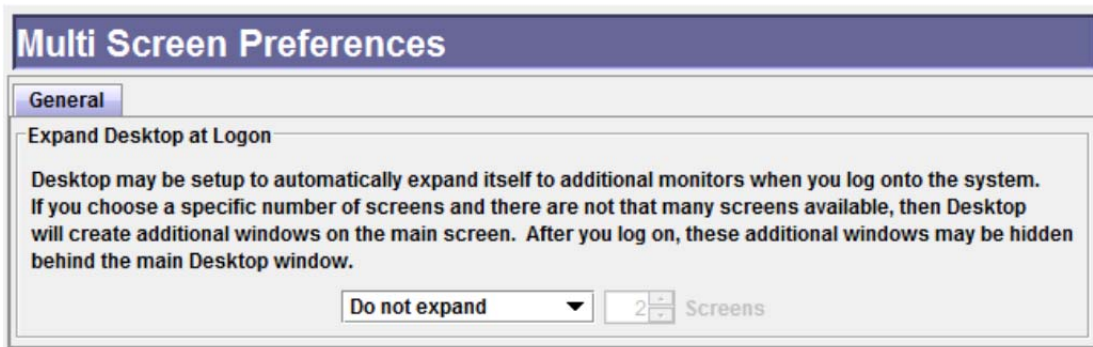 Multi Screen Preferences
General
Expand Desktop at Logon
Desktop may be setup to automatically expand itself to additional monitors when you log onto the system.
If you choose a specific number of screens and there are not that many screens available, then Desktop
will create additional windows on the main screen.  After you log on, these additional windows may be hidden
behind the main Desktop window.
Do not expand 2 Screens